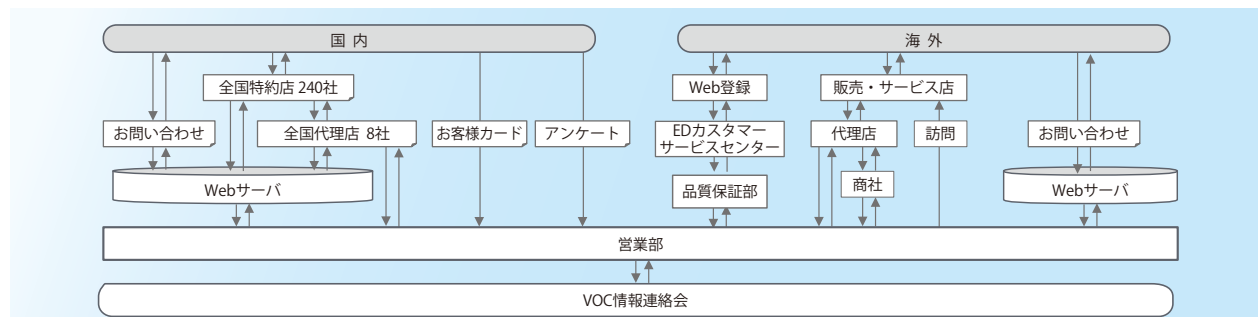 国 内
海 外
全国特約店 240社
Web登録
販売・サービス店
お問い合わせ
全国代理店 8社
お客様カード
アンケート
EDカスタマー
サービスセンター
代理店
訪問
お問い合わせ
Webサーバ
品質保証部
商社
Webサーバ
営業部
VOC情報連絡会